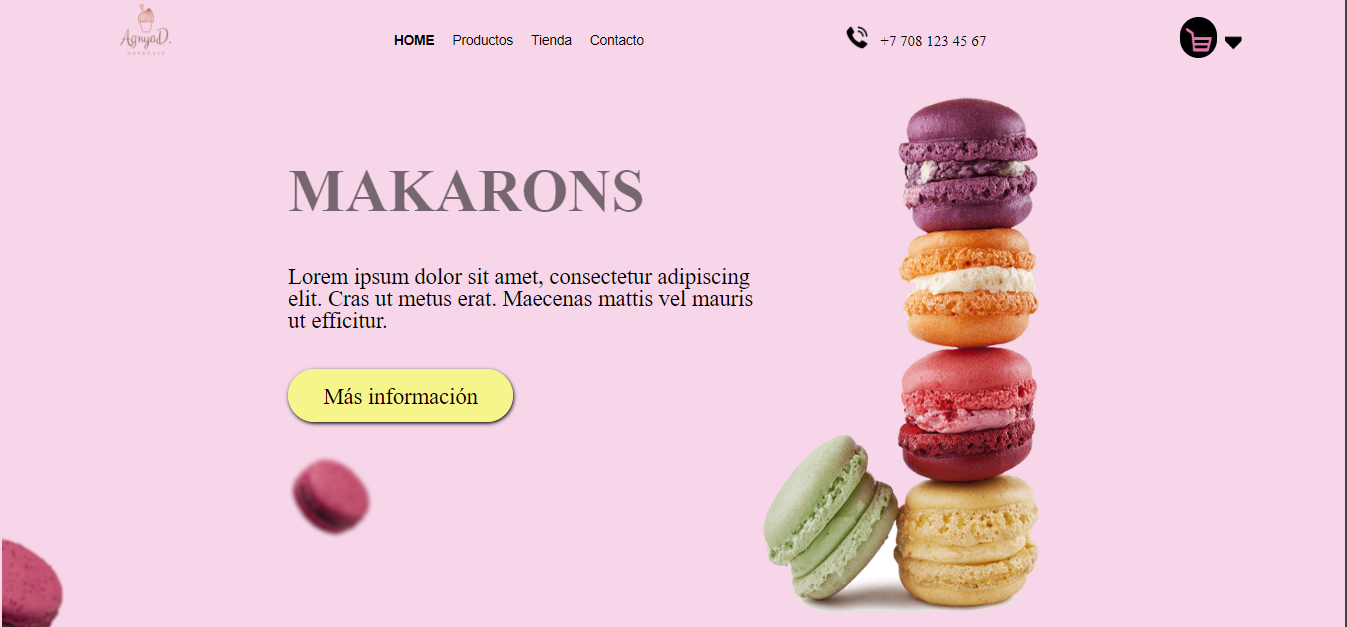 AgnyaD.
HOME Productos Tienda Contacto
+7 708 123 45 67
MAKARONS
Lorem ipsum dolor sit amet, consectetur adipiscing
elit. Cras ut metus erat. Maecenas mattis vel mauris
ut efficitur.
Más información